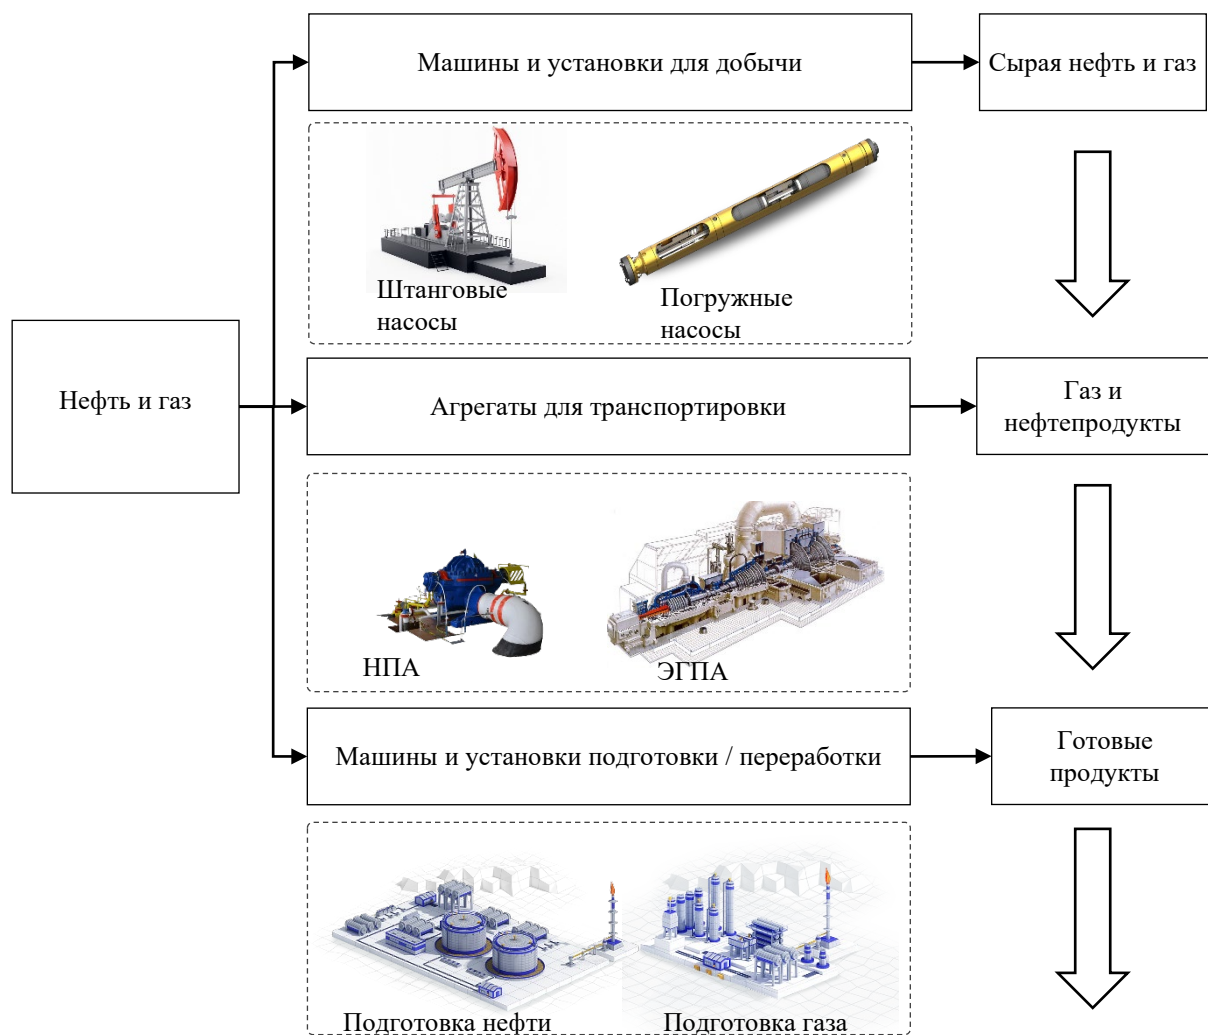 Машины и установки для добычи
Сырая нефть и газ
Штанговые
насосы
Погружные
насосы
Нефть и газ
Агрегаты для транспортировки
Газ и
нефтепродукты
НПА
ЭГПА
Машины и установки подготовки / переработки
Готовые
продукты
Подготовка нефти
Подготовка газа